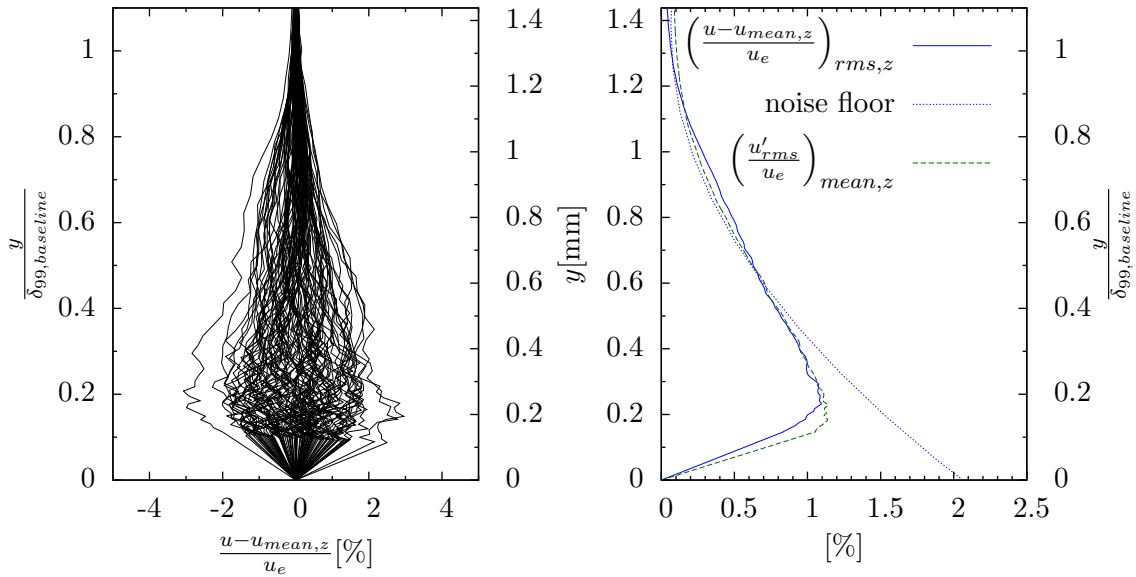 1
0.8
0.6
0.4
0.2
0
y
δ99,baseline
-4 -2 0 2 4
u−umean,z
ue [%]
1.4
1.2
1
0.8
0.6
0.4
0.2
0
y[mm]
1.4
1.2
1
0.8
0.6
0.4
0.2
0
(u−umean,z / ue)rms,z
noise floor
(u′rms / ue)mean,z
0 0.5 1 1.5 2 2.5
[%]
1
0.8
0.6
0.4
0.2
0
y
δ99,baseline